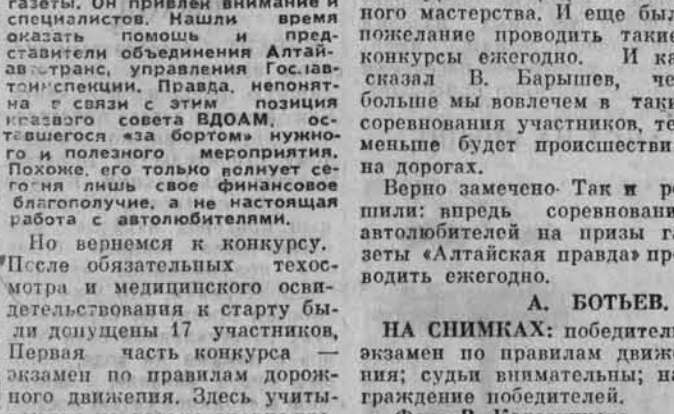 газеты. Он привлек внимание и
специалистов. Нашли время
оказать помощь и пред-
ставители объединения Алтай-
автотранс, управления Госавтоинспекции. Правда, непонят-
на в связи с этим позиция
краевого совета ВДОАМ, ос-
тавшегося «за бортом» нужно-
го и полезного мероприятия.
Похоже, его только волнует се-
годня лишь свое финансовое
благополучие, а не настоящая
работа с автолюбителями.
Но вернемся к конкурсу.
После обязательных техос-
мотра и медицинского осви-
детельствования к старту бы-
ли допущены 17 участников,
Первая часть конкурса —
экзамен по правилам дорож-
ного движения. Здесь учиты-
ного мастерства. И еще был
пожелание проводить такие
конкурсы ежегодно. И ка
сказал В. Барышев, че
больше мы вовлечем в таки
соревнования участников, те
меньше будет происшестви
на дорогах.
Верно замечено. Так и ре
шили: впредь соревновани
автолюбителей на призы га
зеты «Алтайская правда» про
водить ежегодно.
А. БОТЬЕВ.
НА СНИМКАХ: победител
экзамен по правилам движе
ния; судьи внимательны; на
граждение победителей.